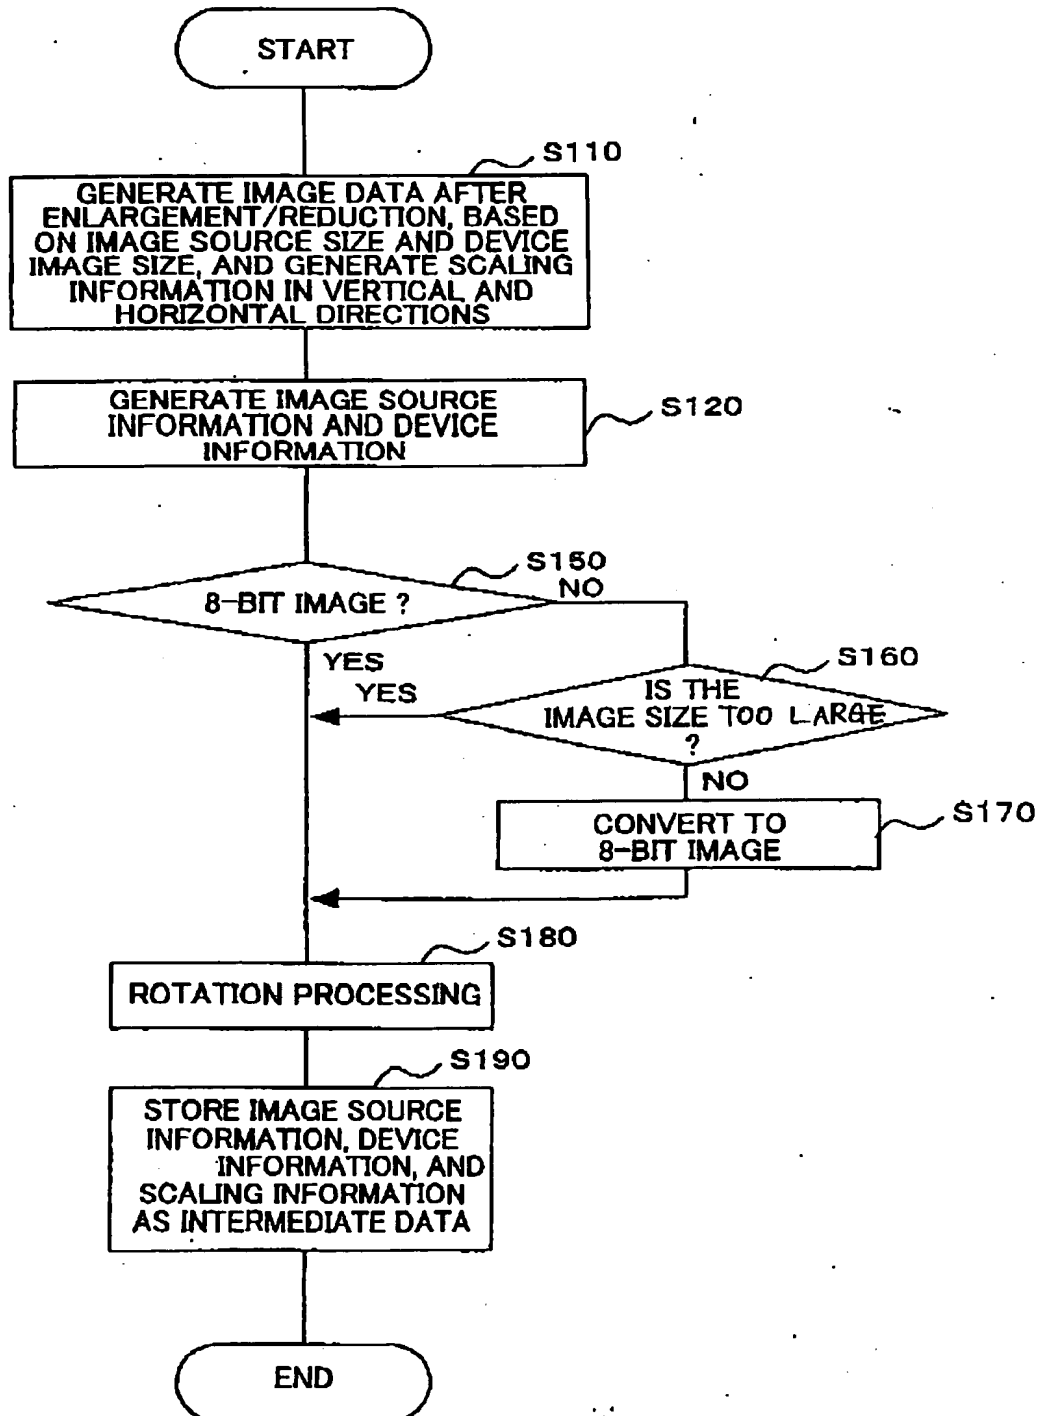 START
S110
GENERATE IMAGE DATA AFTER
ENLARGEMENT/REDUCTION, BASED
ON IMAGE SOURCE SIZE AND DEVICE
IMAGE SIZE, AND GENERATE SCALING
INFORMATION IN VERTICAL AND
HORIZONTAL DIRECTIONS
S120
GENERATE IMAGE SOURCE
INFORMATION AND DEVICE
INFORMATION
S150
8-BIT IMAGE ?
NO
YES
S160
YES
IS THE
IMAGE SIZE TOO LARGE
?
NO
S170
CONVERT TO
8-BIT IMAGE
S180
ROTATION PROCESSING
S190
STORE IMAGE SOURCE
INFORMATION, DEVICE
INFORMATION, AND
SCALING INFORMATION
AS INTERMEDIATE DATA
END